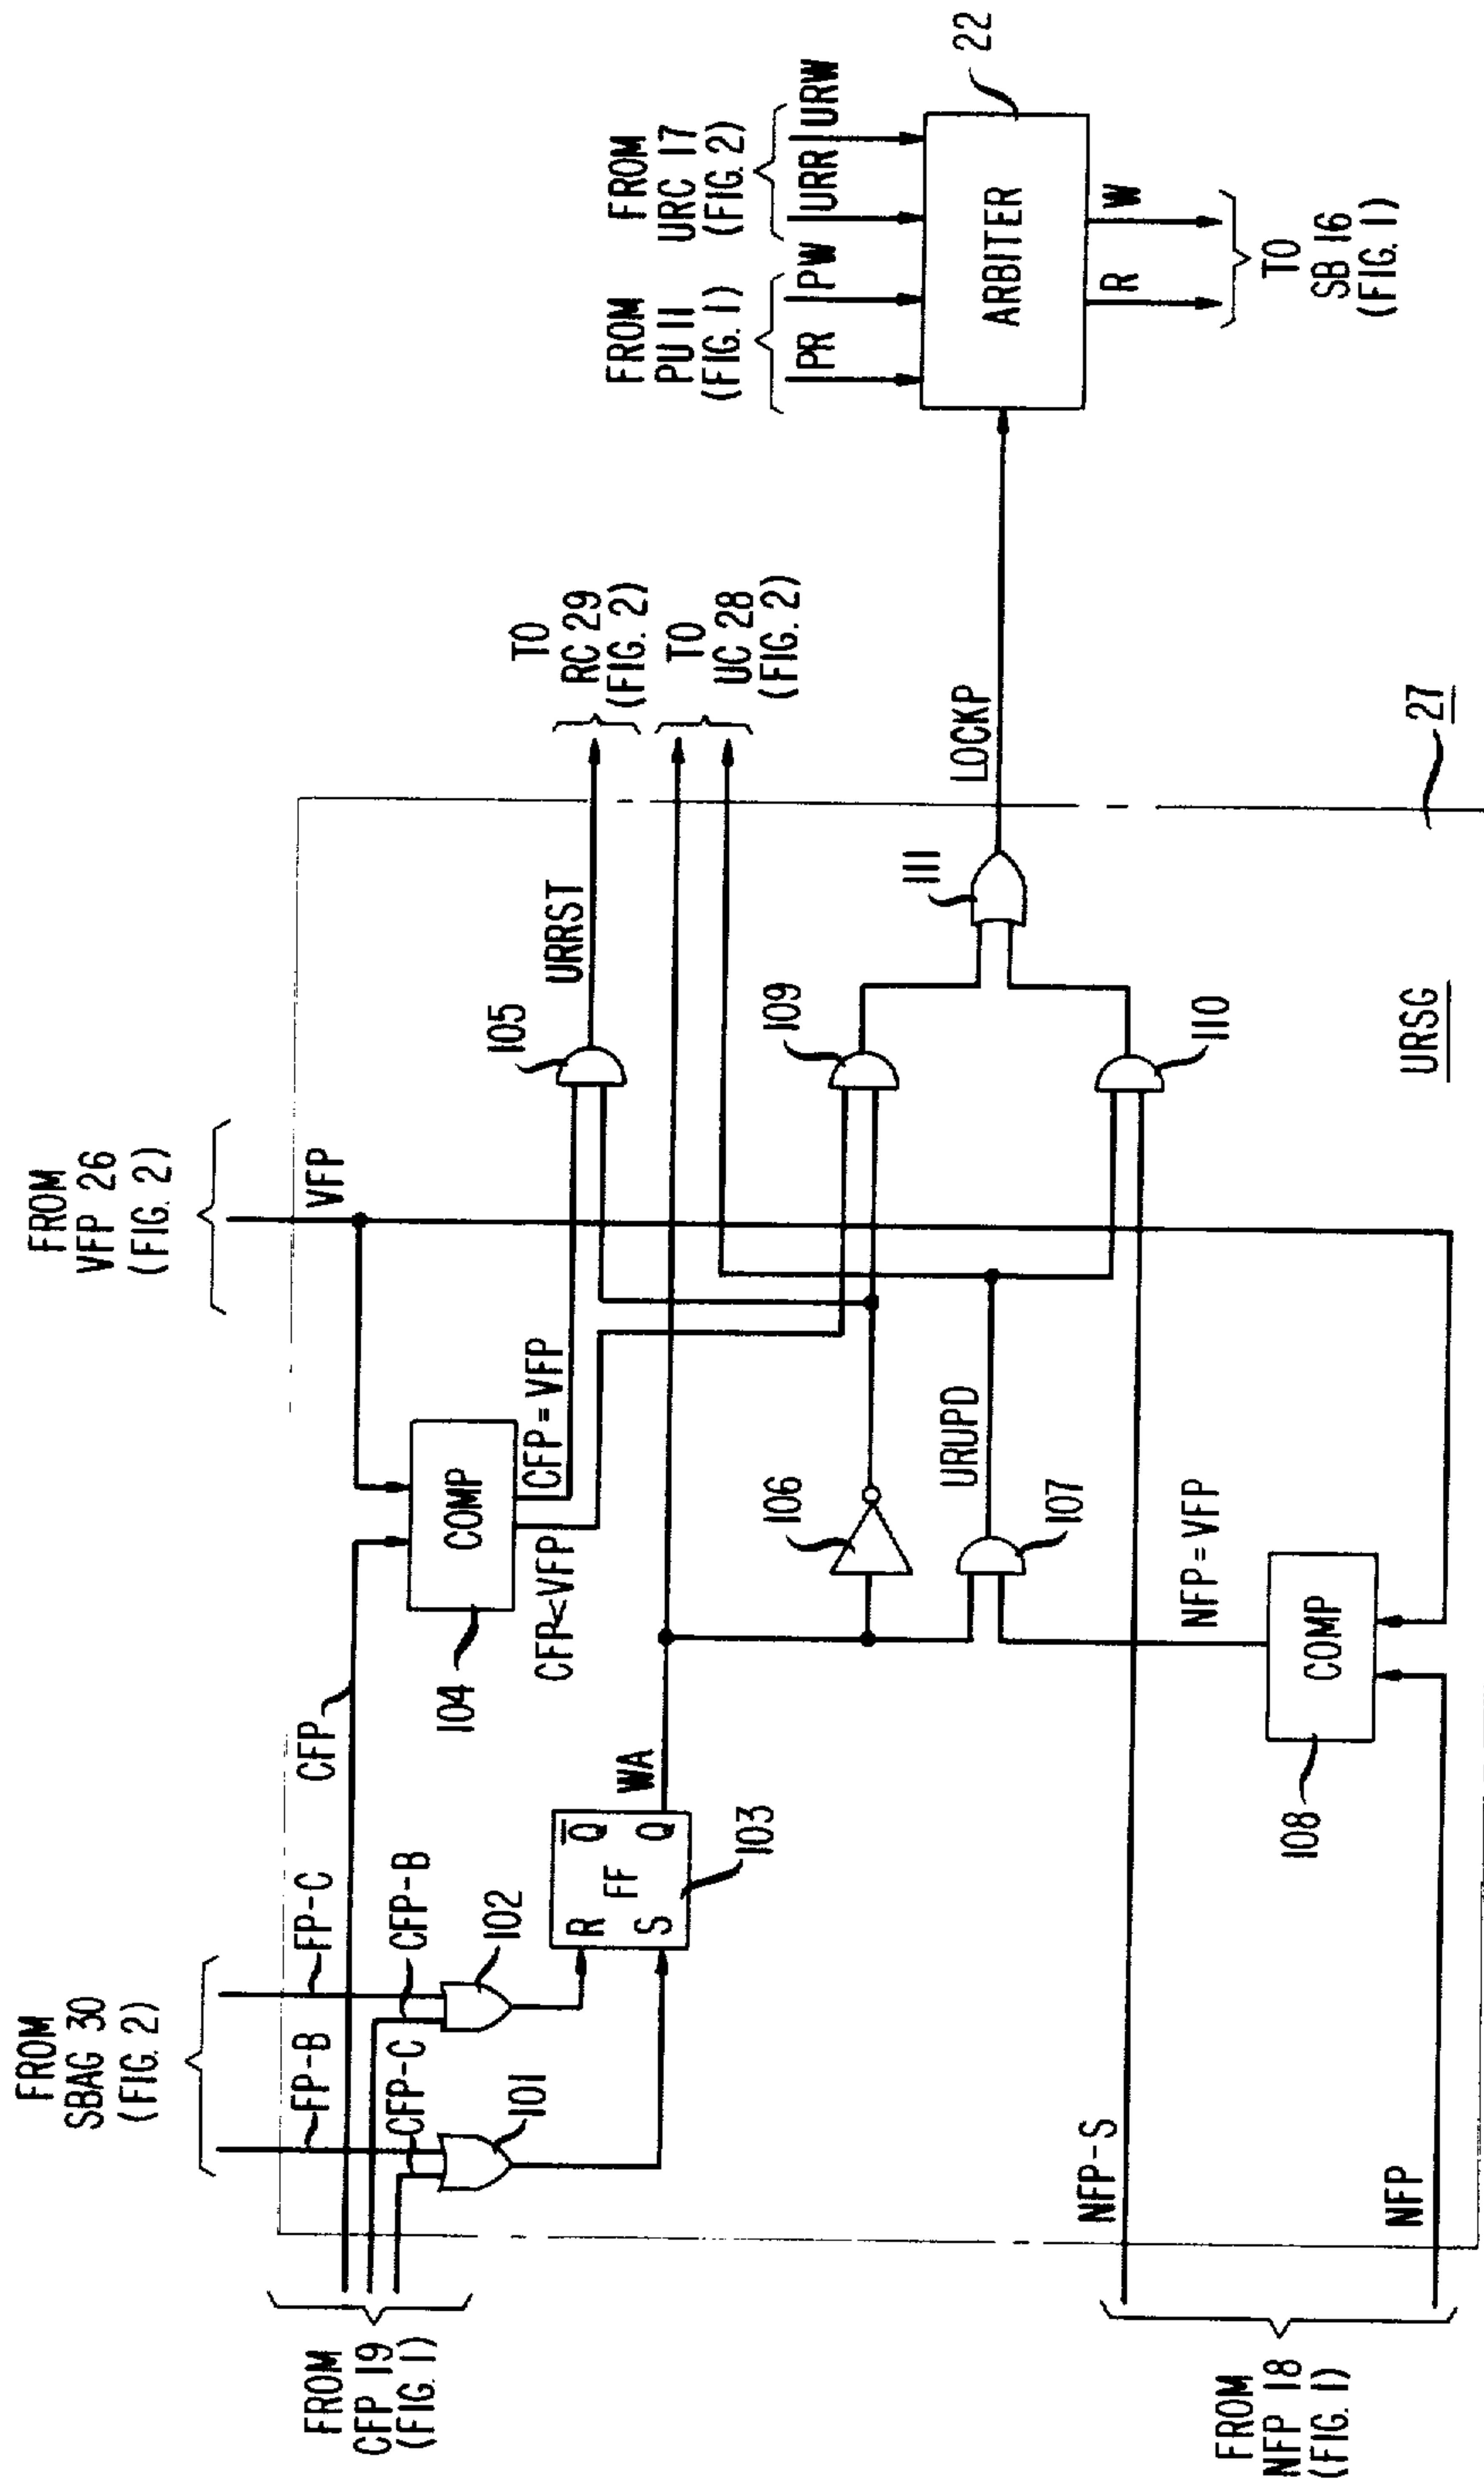 FROM
SBAG 30
(FIG. 2)
FROM
VFP 26
(FIG. 2)
FP-B
FP-C
VFP
FROM
CFP 19
(FIG. 1)
CFP
CFP-C
CFP-B
101
102
R
S
FF
Q̅
Q
103
WA
COMP
104
CFP = VFP
CFP<VFP
105
URRST
TO
RC 29
(FIG. 2)
TO
UC 28
(FIG. 2)
106
107
URUPD
109
110
111
LOCKP
FROM
PU 11
(FIG. 1)
FROM
URC 17
(FIG. 2)
PR
PW
URR
URW
ARBITER
22
R
W
TO
SB 16
(FIG. 1)
NFP-S
NFP
FROM
NFP 18
(FIG. 1)
NFP = VFP
COMP
108
URSG
27